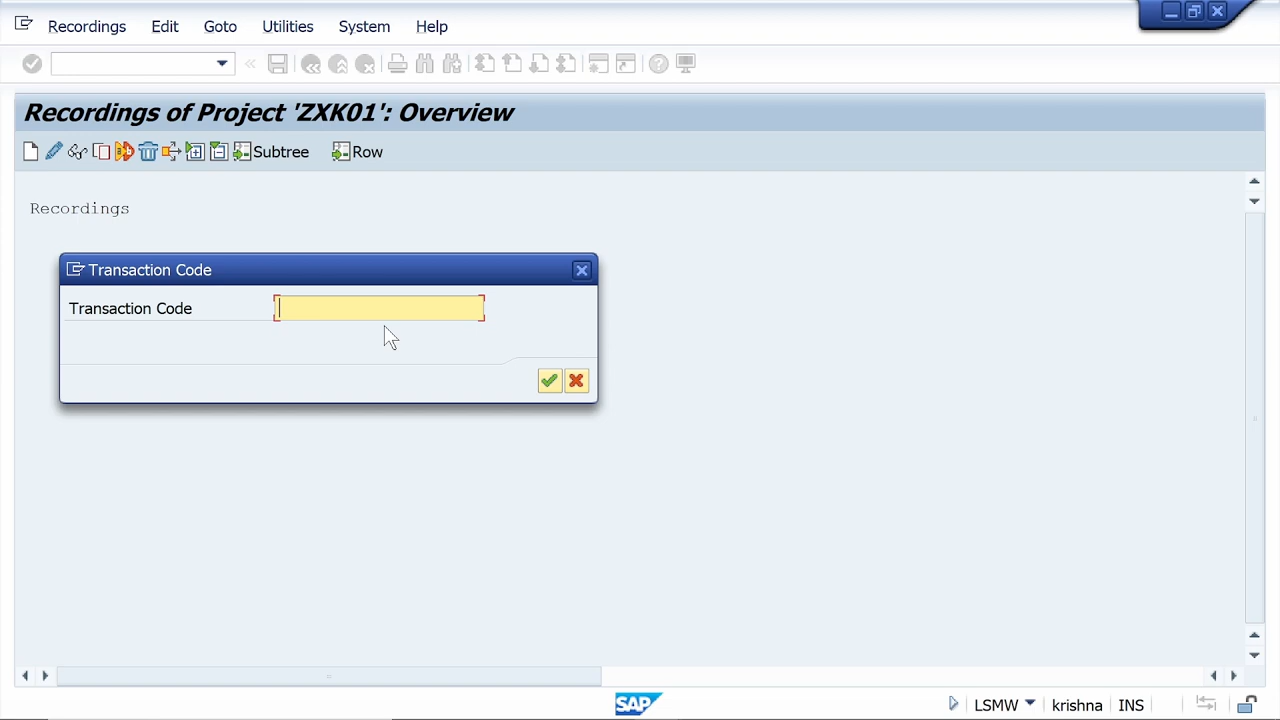 Recordings Edit Goto Utilities System Help
Recordings of Project 'ZXK01': Overview
Subtree Row
Recordings
Transaction Code
Transaction Code
SAP
LSMW krishna INS